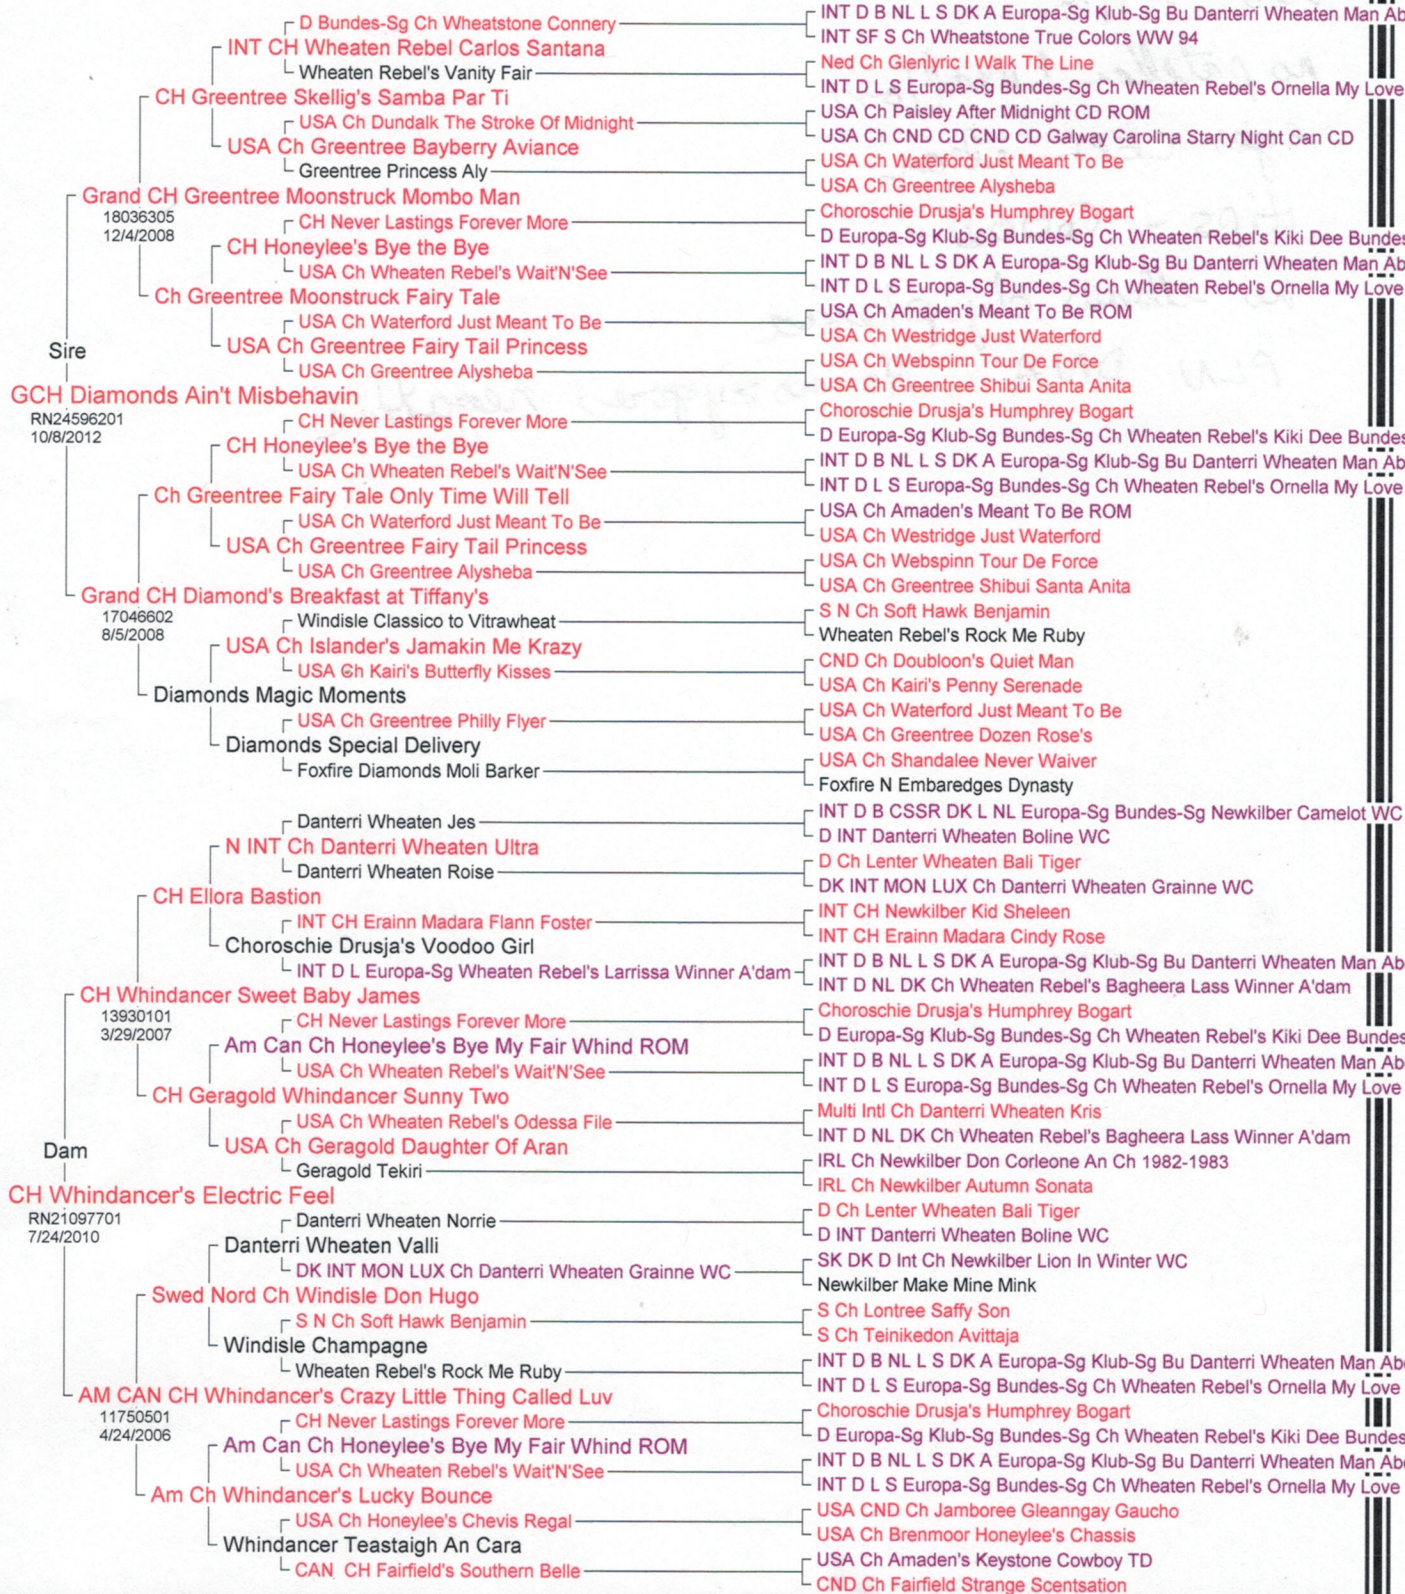 INT D B NL L S DK A Europa-Sg Klub-Sg Bu Danterri Wheaten Man Ab
D Bundes-Sg Ch Wheatstone Connery
INT SF S Ch Wheatstone True Colors WW 94
INT CH Wheaten Rebel Carlos Santana
Ned Ch Glenlyric I Walk The Line
Wheaten Rebel's Vanity Fair
INT D L S Europa-Sg Bundes-Sg Ch Wheaten Rebel's Ornella My Love
CH Greentree Skellig's Samba Par Ti
USA Ch Paisley After Midnight CD ROM
USA Ch Dundalk The Stroke Of Midnight
USA Ch CND CD CND CD Galway Carolina Starry Night Can CD
USA Ch Greentree Bayberry Aviance
USA Ch Waterford Just Meant To Be
Greentree Princess Aly
USA Ch Greentree Alysheba
Grand CH Greentree Moonstruck Mombo Man
18036305
12/4/2008
Choroschie Drusja's Humphrey Bogart
CH Never Lastings Forever More
D Europa-Sg Klub-Sg Bundes-Sg Ch Wheaten Rebel's Kiki Dee Bundes
CH Honeylee's Bye the Bye
INT D B NL L S DK A Europa-Sg Klub-Sg Bu Danterri Wheaten Man Ab
USA Ch Wheaten Rebel's Wait'N'See
INT D L S Europa-Sg Bundes-Sg Ch Wheaten Rebel's Ornella My Love
Ch Greentree Moonstruck Fairy Tale
USA Ch Amaden's Meant To Be ROM
USA Ch Waterford Just Meant To Be
USA Ch Westridge Just Waterford
USA Ch Greentree Fairy Tail Princess
USA Ch Webspinn Tour De Force
USA Ch Greentree Alysheba
USA Ch Greentree Shibui Santa Anita
Sire
GCH Diamonds Ain't Misbehavin
RN24596201
10/8/2012
Choroschie Drusja's Humphrey Bogart
CH Never Lastings Forever More
D Europa-Sg Klub-Sg Bundes-Sg Ch Wheaten Rebel's Kiki Dee Bundes
CH Honeylee's Bye the Bye
INT D B NL L S DK A Europa-Sg Klub-Sg Bu Danterri Wheaten Man Ab
USA Ch Wheaten Rebel's Wait'N'See
INT D L S Europa-Sg Bundes-Sg Ch Wheaten Rebel's Ornella My Love
Ch Greentree Fairy Tale Only Time Will Tell
USA Ch Amaden's Meant To Be ROM
USA Ch Waterford Just Meant To Be
USA Ch Westridge Just Waterford
USA Ch Greentree Fairy Tail Princess
USA Ch Webspinn Tour De Force
USA Ch Greentree Alysheba
USA Ch Greentree Shibui Santa Anita
Grand CH Diamond's Breakfast at Tiffany's
17046602
8/5/2008
S N Ch Soft Hawk Benjamin
Windisle Classico to Vitrawheat
Wheaten Rebel's Rock Me Ruby
USA Ch Islander's Jamakin Me Krazy
CND Ch Doubloon's Quiet Man
USA Ch Kairi's Butterfly Kisses
USA Ch Kairi's Penny Serenade
Diamonds Magic Moments
USA Ch Waterford Just Meant To Be
USA Ch Greentree Philly Flyer
USA Ch Greentree Dozen Rose's
Diamonds Special Delivery
USA Ch Shandalee Never Waiver
Foxfire Diamonds Moli Barker
Foxfire N Embaredges Dynasty
INT D B CSSR DK L NL Europa-Sg Bundes-Sg Newkilber Camelot WC
Danterri Wheaten Jes
D INT Danterri Wheaten Boline WC
N INT Ch Danterri Wheaten Ultra
D Ch Lenter Wheaten Bali Tiger
Danterri Wheaten Roise
DK INT MON LUX Ch Danterri Wheaten Grainne WC
CH Ellora Bastion
INT CH Newkilber Kid Sheleen
INT CH Erainn Madara Flann Foster
INT CH Erainn Madara Cindy Rose
Choroschie Drusja's Voodoo Girl
INT D B NL L S DK A Europa-Sg Klub-Sg Bu Danterri Wheaten Man Ab
INT D L Europa-Sg Wheaten Rebel's Larrissa Winner A'dam
INT D NL DK Ch Wheaten Rebel's Bagheera Lass Winner A'dam
CH Whindancer Sweet Baby James
13930101
3/29/2007
Choroschie Drusja's Humphrey Bogart
CH Never Lastings Forever More
D Europa-Sg Klub-Sg Bundes-Sg Ch Wheaten Rebel's Kiki Dee Bundes
Am Can Ch Honeylee's Bye My Fair Whind ROM
INT D B NL L S DK A Europa-Sg Klub-Sg Bu Danterri Wheaten Man Ab
USA Ch Wheaten Rebel's Wait'N'See
INT D L S Europa-Sg Bundes-Sg Ch Wheaten Rebel's Ornella My Love
CH Geragold Whindancer Sunny Two
Multi Intl Ch Danterri Wheaten Kris
USA Ch Wheaten Rebel's Odessa File
INT D NL DK Ch Wheaten Rebel's Bagheera Lass Winner A'dam
USA Ch Geragold Daughter Of Aran
IRL Ch Newkilber Don Corleone An Ch 1982-1983
Geragold Tekiri
IRL Ch Newkilber Autumn Sonata
Dam
CH Whindancer's Electric Feel
RN21097701
7/24/2010
D Ch Lenter Wheaten Bali Tiger
Danterri Wheaten Norrie
D INT Danterri Wheaten Boline WC
Danterri Wheaten Valli
SK DK D Int Ch Newkilber Lion In Winter WC
DK INT MON LUX Ch Danterri Wheaten Grainne WC
Newkilber Make Mine Mink
Swed Nord Ch Windisle Don Hugo
S Ch Lontree Saffy Son
S N Ch Soft Hawk Benjamin
S Ch Teinikedon Avittaja
Windisle Champagne
INT D B NL L S DK A Europa-Sg Klub-Sg Bu Danterri Wheaten Man Ab
Wheaten Rebel's Rock Me Ruby
INT D L S Europa-Sg Bundes-Sg Ch Wheaten Rebel's Ornella My Love
AM CAN CH Whindancer's Crazy Little Thing Called Luv
11750501
4/24/2006
Choroschie Drusja's Humphrey Bogart
CH Never Lastings Forever More
D Europa-Sg Klub-Sg Bundes-Sg Ch Wheaten Rebel's Kiki Dee Bundes
Am Can Ch Honeylee's Bye My Fair Whind ROM
INT D B NL L S DK A Europa-Sg Klub-Sg Bu Danterri Wheaten Man Ab
USA Ch Wheaten Rebel's Wait'N'See
INT D L S Europa-Sg Bundes-Sg Ch Wheaten Rebel's Ornella My Love
Am Ch Whindancer's Lucky Bounce
USA CND Ch Jamboree Gleanngay Gaucho
USA Ch Honeylee's Chevis Regal
USA Ch Brenmoor Honeylee's Chassis
Whindancer Teastaigh An Cara
USA Ch Amaden's Keystone Cowboy TD
CAN CH Fairfield's Southern Belle
CND Ch Fairfield Strange Scentsation